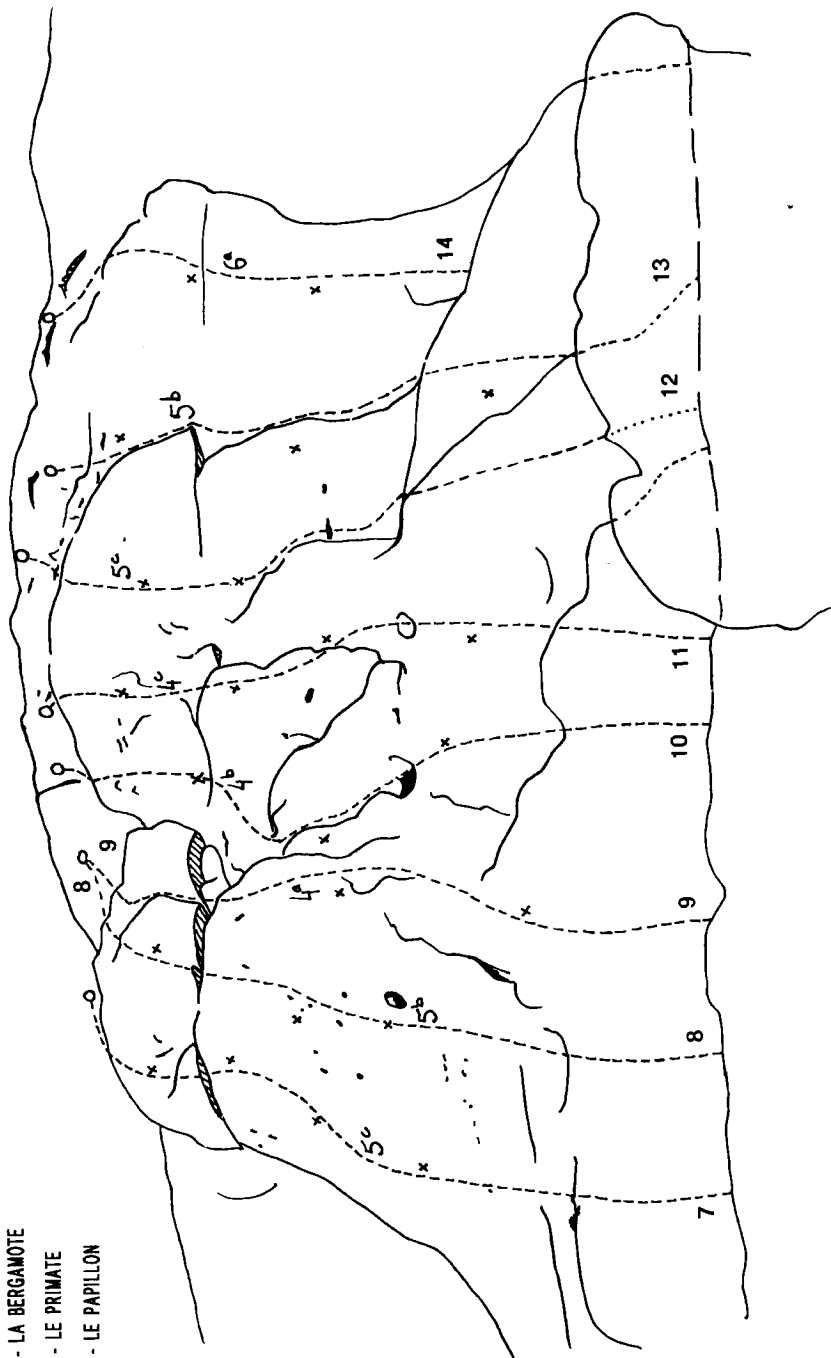 - LA BERGAMOTE
- LE PRIMATE
- LE PAPILLON
8
9
5c
4c
5b
4b
6a
4a
5c
5b
14
13
12
11
10
9
8
7